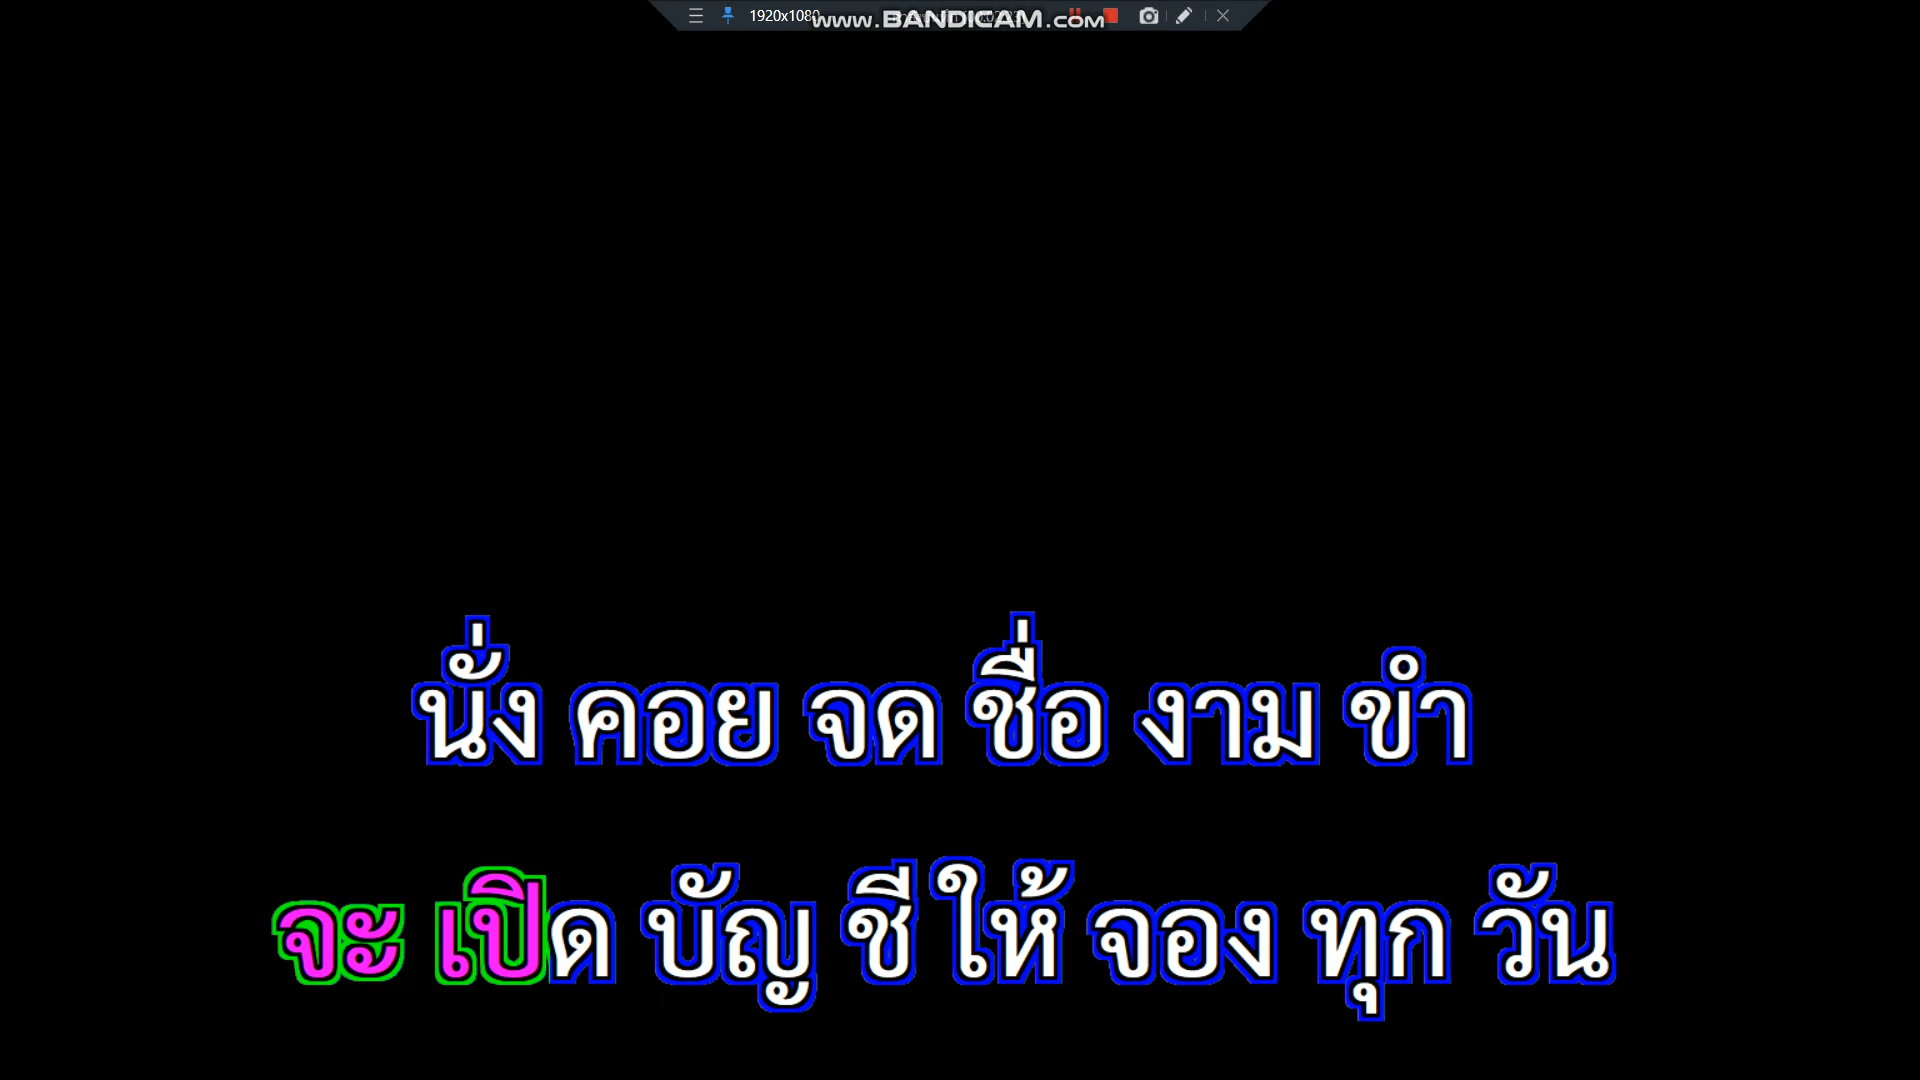 1920x1080
www.BANDICAM.com
นั่ง คอย จด ชื่อ งาม ขำ
จะ เปิด บัญ ชี ให้ จอง ทุก วัน